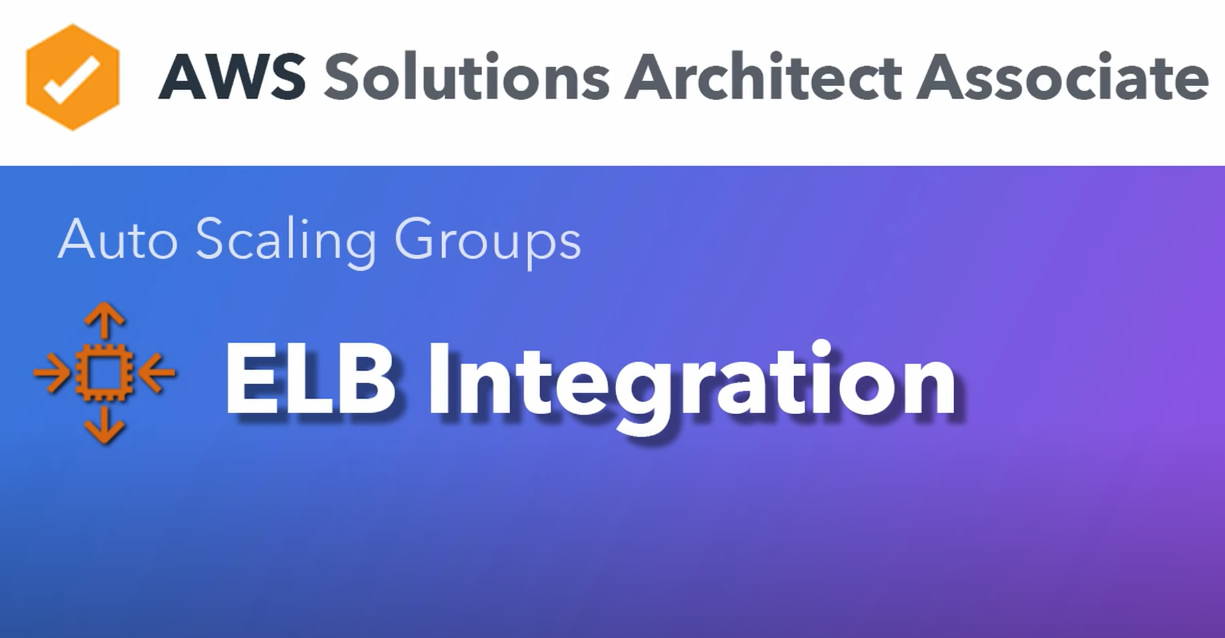 AWS Solutions Architect Associate
Auto Scaling Groups
ELB Integration